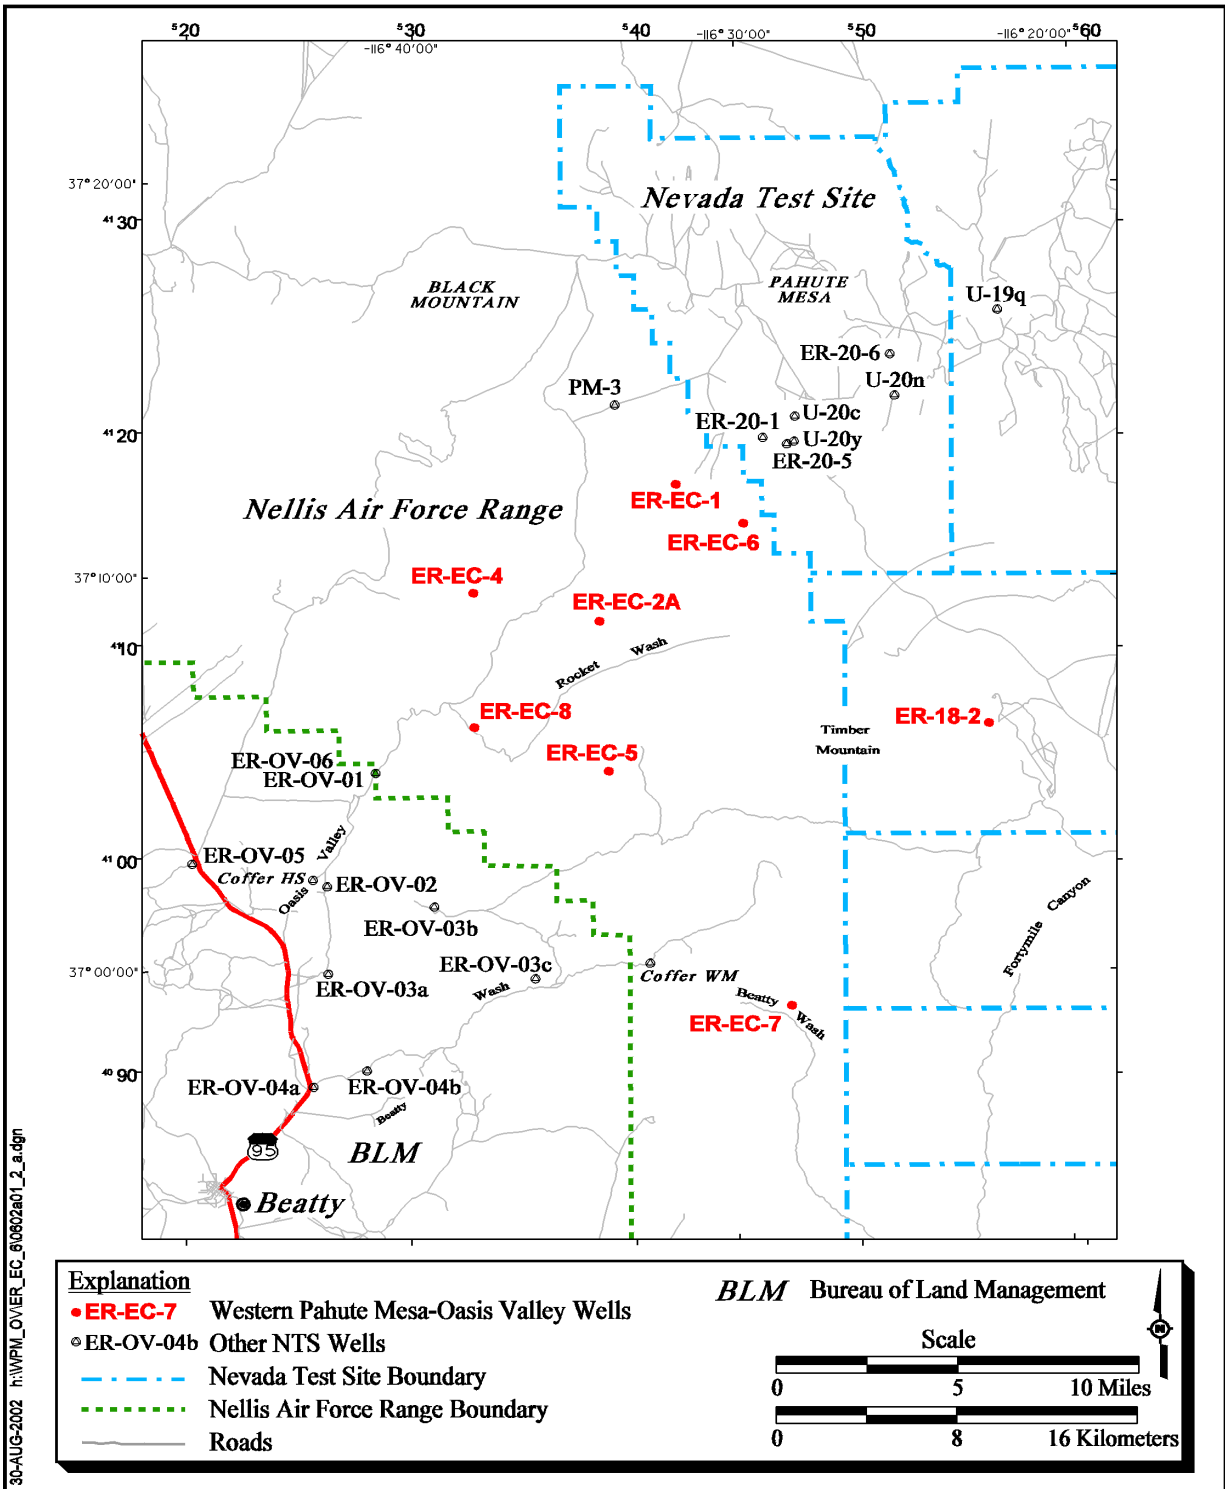 520 530 540 550 560
-116° 40'00" -116° 30'00" -116° 20'00"
37° 20'00"
4130
Nevada Test Site
BLACK
MOUNTAIN
PAHUTE
MESA
U-19q
ER-20-6
U-20n
PM-3
ER-20-1
U-20c
U-20y
ER-20-5
4120
ER-EC-1
Nellis Air Force Range
ER-EC-6
37° 10'00"
ER-EC-4
ER-EC-2A
4110
Rocket Wash
ER-EC-8
ER-18-2
Timber
Mountain
ER-EC-5
ER-OV-06
ER-OV-01
Oasis Valley
4100
ER-OV-05
Coffer HS
ER-OV-02
Fortymile Canyon
ER-OV-03b
ER-OV-03c
Coffer WM
37° 00'00"
ER-OV-03a
Wash
Beatty Wash
ER-EC-7
4090
ER-OV-04a
ER-OV-04b
Beatty
95
BLM
Beatty
30-AUG-2002 h:\WPM_OV\ER_EC_6\0602a01_2_a.dgn
Explanation
ER-EC-7 Western Pahute Mesa-Oasis Valley Wells
ER-OV-04b Other NTS Wells
Nevada Test Site Boundary
Nellis Air Force Range Boundary
Roads
BLM Bureau of Land Management
N
Scale
0 5 10 Miles
0 8 16 Kilometers